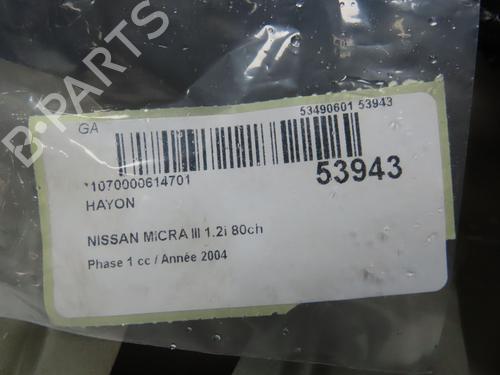 B-PARTS
GA
53490601 53943
*1070000614701
53943
HAYON
NISSAN MICRA III 1.2i 80ch
Phase 1 cc / Année 2004